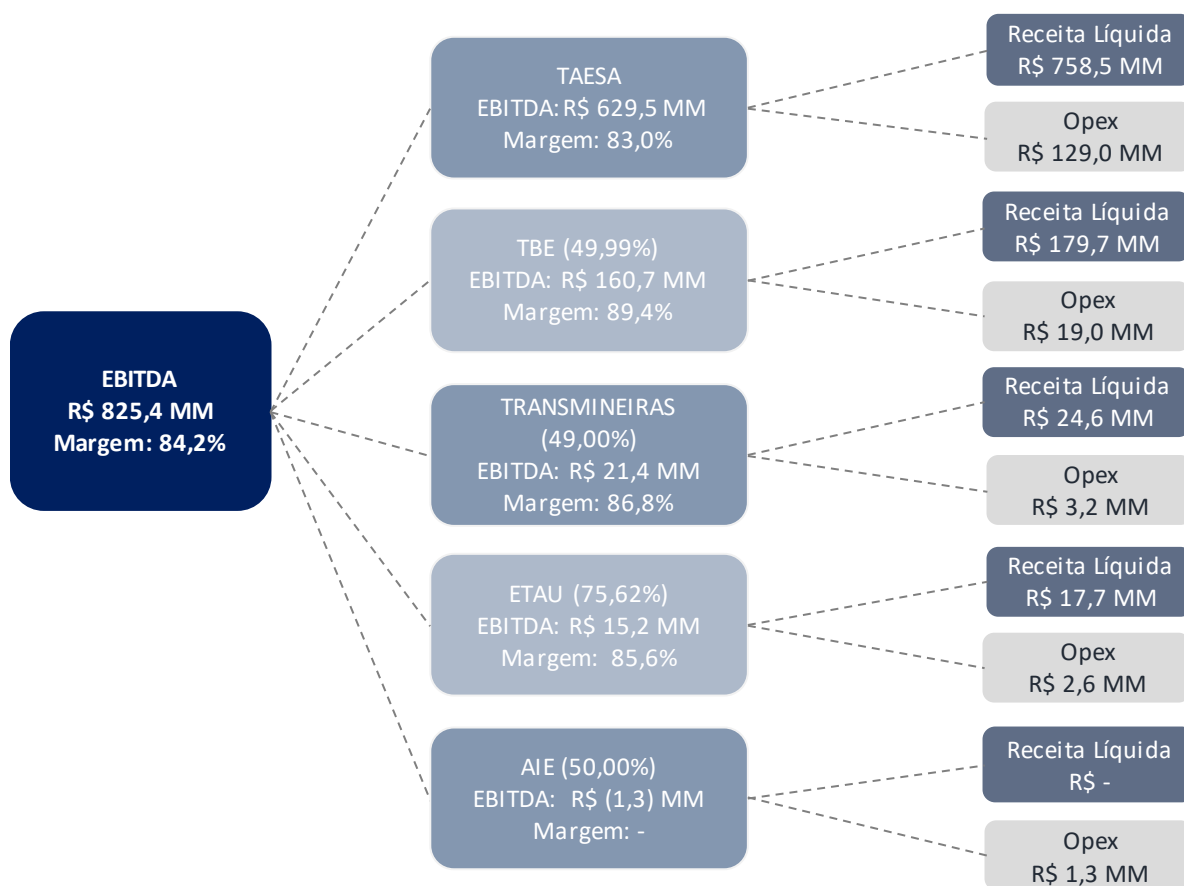 EBITDA
R$ 825,4 MM
Margem: 84,2%
TAESA
EBITDA: R$ 629,5 MM
Margem: 83,0%
Receita Líquida
R$ 758,5 MM
Opex
R$ 129,0 MM
TBE (49,99%)
EBITDA: R$ 160,7 MM
Margem: 89,4%
Receita Líquida
R$ 179,7 MM
Opex
R$ 19,0 MM
TRANSMINEIRAS
(49,00%)
EBITDA: R$ 21,4 MM
Margem: 86,8%
Receita Líquida
R$ 24,6 MM
Opex
R$ 3,2 MM
ETAU (75,62%)
EBITDA: R$ 15,2 MM
Margem: 85,6%
Receita Líquida
R$ 17,7 MM
Opex
R$ 2,6 MM
AIE (50,00%)
EBITDA: R$ (1,3) MM
Margem: -
Receita Líquida
R$ -
Opex
R$ 1,3 MM